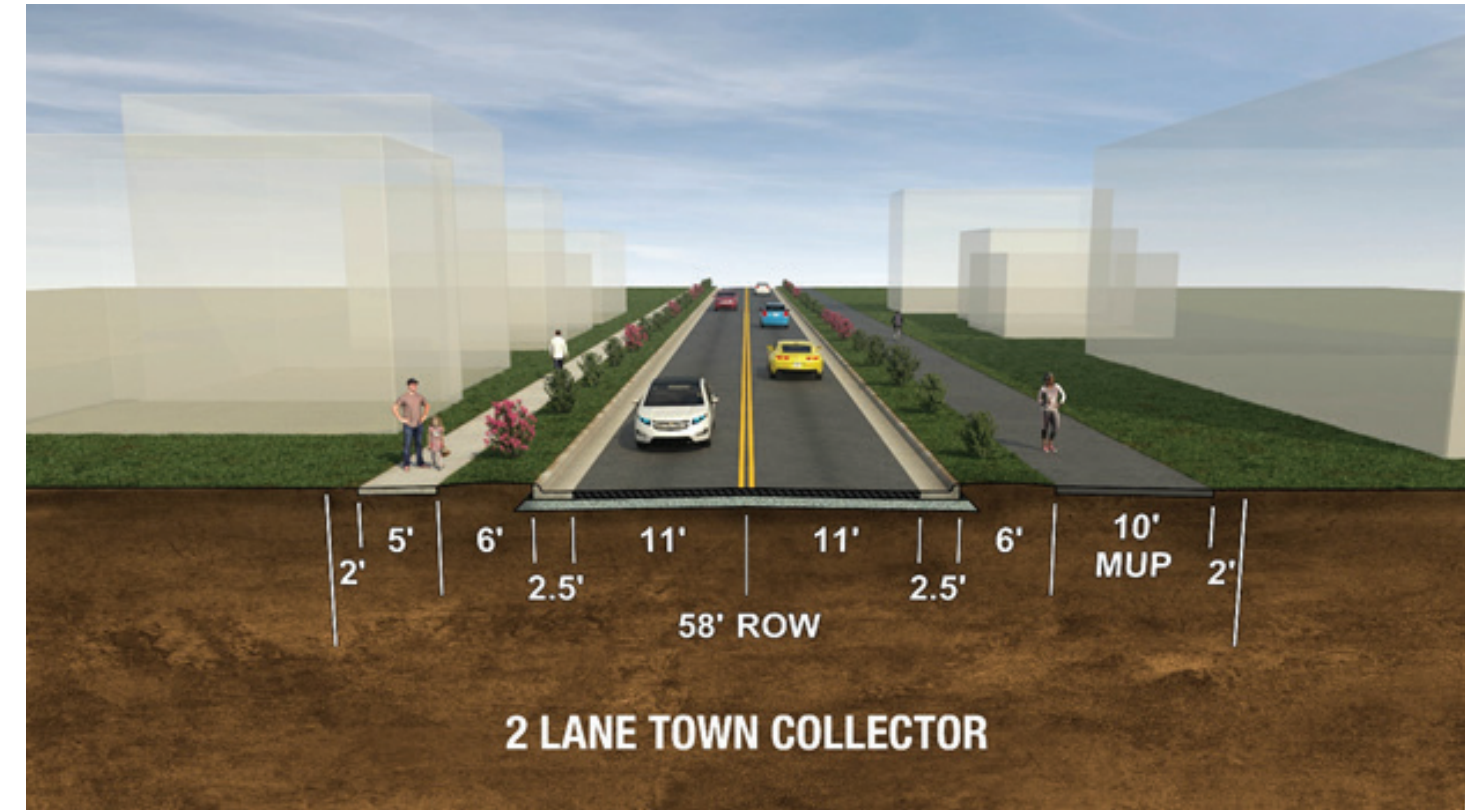 2' 5' 6' 2.5' 11' 11' 2.5' 6' 10' MUP 2'
58' ROW
2 LANE TOWN COLLECTOR